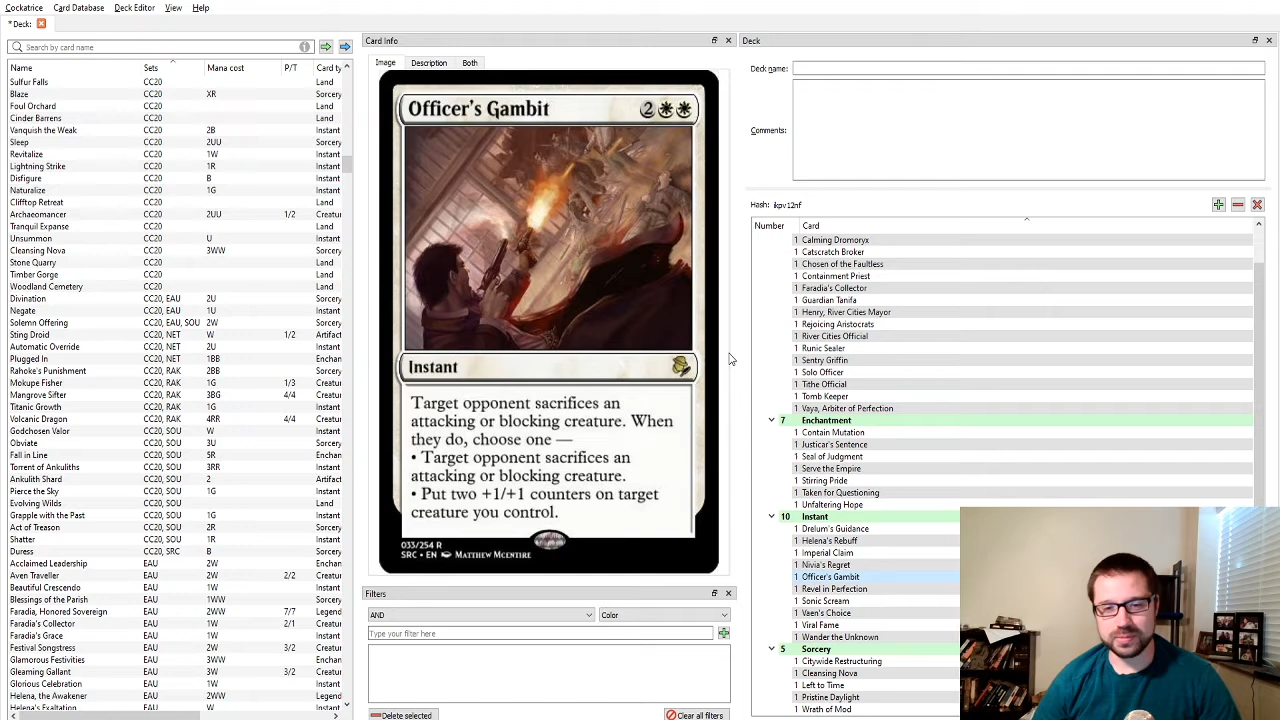 Cockatrice Card Database Deck Editor View Help
*Deck:
Search by card name
Name Sets Mana cost P/T Card ty
Sulfur Falls CC20 Land
Blaze CC20 XR Sorcery
Foul Orchard CC20 Land
Cinder Barrens CC20 Land
Vanquish the Weak CC20 2B Instant
Sleep CC20 2UU Sorcery
Revitalize CC20 1W Instant
Lightning Strike CC20 1R Instant
Disfigure CC20 B Instant
Naturalize CC20 1G Instant
Clifftop Retreat CC20 Land
Archaeomancer CC20 2UU 1/2 Creatur
Tranquil Expanse CC20 Land
Unsummon CC20 U Instant
Cleansing Nova CC20 3WW Sorcery
Stone Quarry CC20 Land
Timber Gorge CC20 Land
Woodland Cemetery CC20 Land
Divination CC20, EAU 2U Sorcery
Negate CC20, EAU 1U Instant
Solemn Offering CC20, EAU, SOU 2W Sorcery
Sting Droid CC20, NET W 1/2 Artifact
Automatic Override CC20, NET 2U Instant
Plugged In CC20, NET 1BB Enchan
Rahoke's Punishment CC20, RAK 2BB Sorcery
Mokupe Fisher CC20, RAK 1G 1/3 Creatur
Mangrove Sifter CC20, RAK 3BG 4/4 Creatur
Titanic Growth CC20, RAK 1G Instant
Volcanic Dragon CC20, RAK 4RR 4/4 Creatur
Godchosen Valor CC20, SOU W Instant
Obviate CC20, SOU 3U Sorcery
Fall in Line CC20, SOU 5R Sorcery
Torrent of Ankuliths CC20, SOU 3RR Sorcery
Ankulith Shard CC20, SOU 2 Artifact
Pierce the Sky CC20, SOU 1G Instant
Evolving Wilds CC20, SOU Land
Grapple with the Past CC20, SOU 1G Instant
Act of Treason CC20, SOU 2R Sorcery
Shatter CC20, SOU 1R Instant
Duress CC20, SRC B Sorcery
Acclaimed Leadership EAU 2W Enchan
Aven Traveller EAU 2W 2/2 Creatur
Beautiful Crescendo EAU 1W Instant
Blessings of the Parish EAU 1WW Instant
Faradia, Honored Sovereign EAU 2WW 7/7 Legend
Faradia's Collector EAU 1W 2/1 Creatur
Faradia's Grace EAU 1W Instant
Festival Songstress EAU 2W 3/2 Creatur
Glamorous Festivities EAU 3WW Enchan
Gleaming Gallant EAU 3W 3/2 Creatur
Glorious Celebration EAU 2W Instant
Helena, the Awakener EAU 2WW Legend
Helena's Exaltation EAU 2W Instant
Card Info
Image Description Both
Officer's Gambit 2
Instant
Target opponent sacrifices an
attacking or blocking creature. When
they do, choose one —
• Target opponent sacrifices an
attacking or blocking creature.
• Put two +1/+1 counters on target
creature you control.
033/254 R
SRC • EN MATTHEW MCENTIRE
Filters
AND Color
Type your filter here
Delete selected Clear all filters
Deck
Deck name:
Comments:
Hash: ikpv12nf
Number Card
1 Calming Dromoryx
1 Catscratch Broker
1 Chosen of the Faultless
1 Containment Priest
1 Faradia's Collector
1 Guardian Tanifa
1 Henry, River Cities Mayor
1 Rejoicing Aristocrats
1 River Cities Official
1 Runic Sealer
1 Sentry Griffin
1 Solo Officer
1 Tithe Official
1 Tomb Keeper
1 Vaya, Arbiter of Perfection
7 Enchantment
1 Contain Mutation
1 Justicar's Sentence
1 Seal of Judgment
1 Serve the Empire
1 Stirring Pride
1 Taken for Questioning
1 Unfaltering Hope
10 Instant
1 Drelum's Guidance
1 Helena's Rebuff
1 Imperial Claim
1 Nivia's Regret
1 Officer's Gambit
1 Revel in Perfection
1 Sonic Scream
1 Vaen's Choice
1 Viral Fame
1 Wander the Unknown
5 Sorcery
1 Citywide Restructuring
1 Cleansing Nova
1 Left to Time
1 Pristine Daylight
1 Wrath of Mod